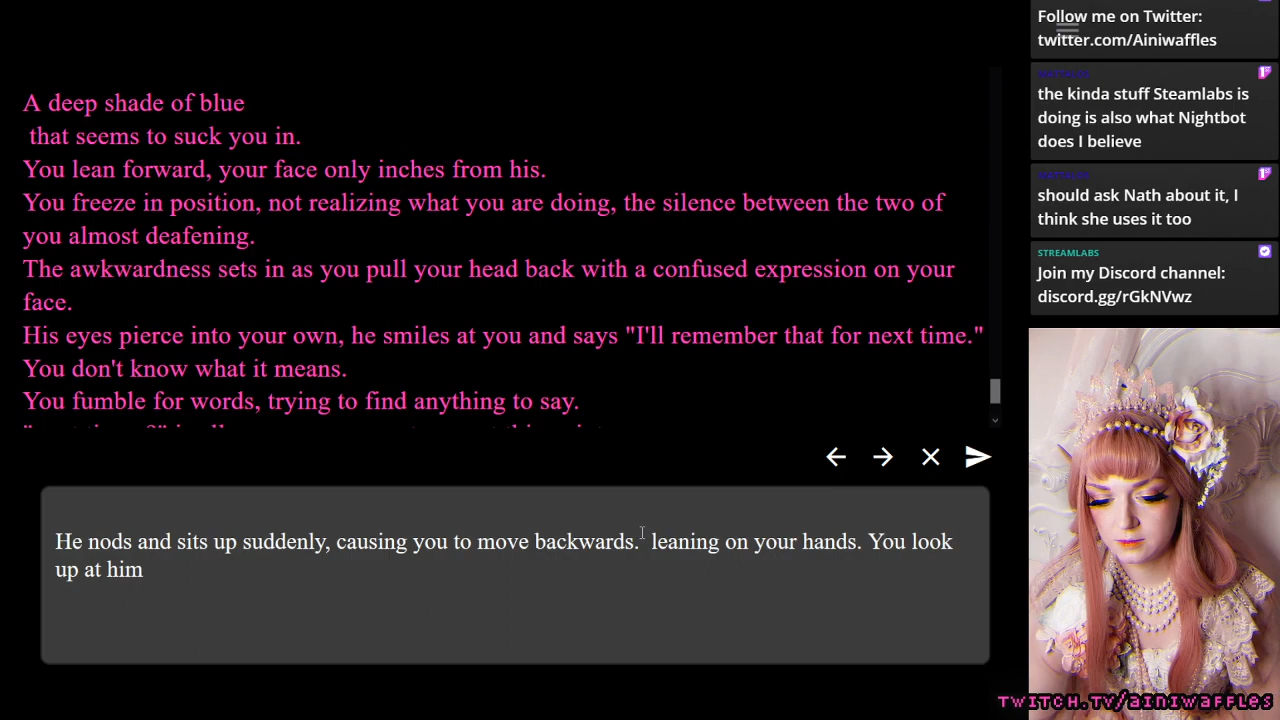 A deep shade of blue
that seems to suck you in.
You lean forward, your face only inches from his.
You freeze in position, not realizing what you are doing, the silence between the two of
you almost deafening.
The awkwardness sets in as you pull your head back with a confused expression on your
face.
His eyes pierce into your own, he smiles at you and says "I'll remember that for next time."
You don't know what it means.
You fumble for words, trying to find anything to say.
He nods and sits up suddenly, causing you to move backwards. leaning on your hands. You look
up at him
Follow me on Twitter:
twitter.com/Ainiwaffles
the kinda stuff Steamlabs is
doing is also what Nightbot
does I believe
should ask Nath about it, I
think she uses it too
STREAMLABS
Join my Discord channel:
discord.gg/rGkNVwz
TWITCH.TV/AINIWAFFLES